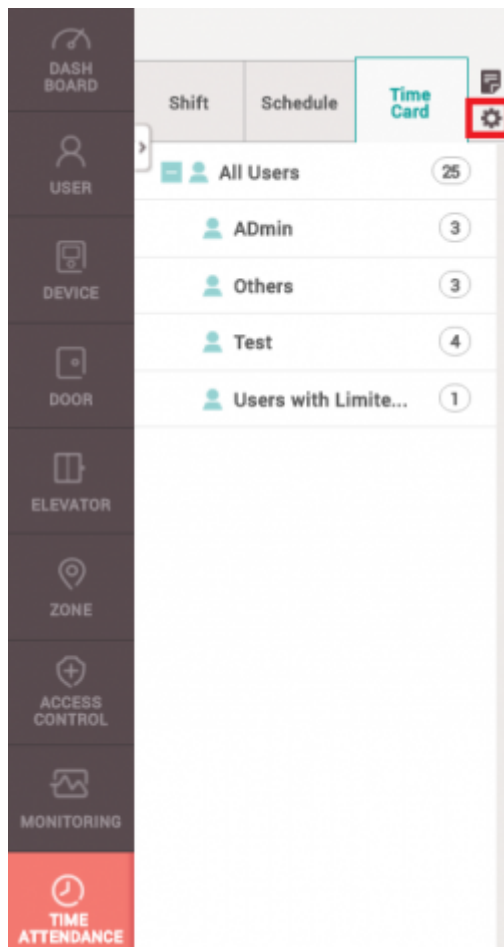 DASH
BOARD
USER
DEVICE
DOOR
ELEVATOR
ZONE
ACCESS
CONTROL
MONITORING
TIME
ATTENDANCE
Shift
Schedule
Time
Card
All Users 25
ADmin 3
Others 3
Test 4
Users with Limite... 1